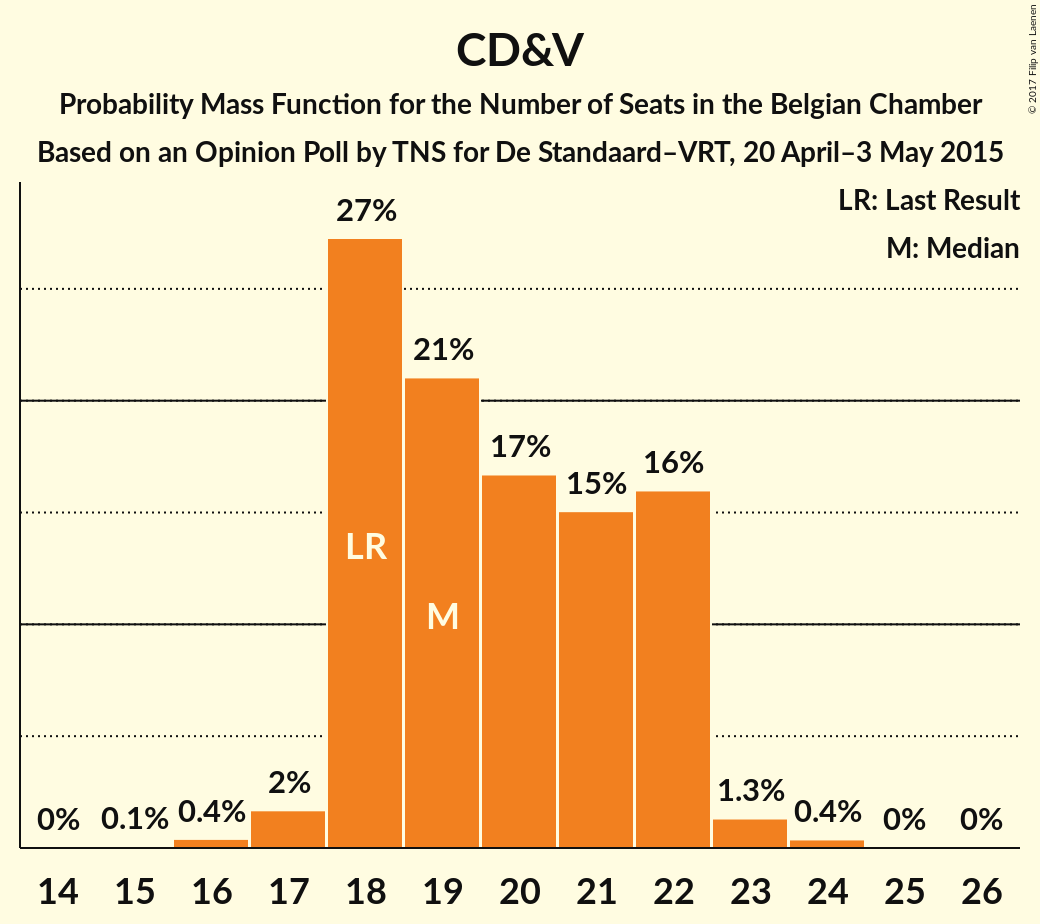 CD&V
Probability Mass Function for the Number of Seats in the Belgian Chamber
Based on an Opinion Poll by TNS for De Standaard–VRT, 20 April–3 May 2015
© 2017 Filip van Laenen
LR: Last Result
M: Median
27%
21%
17%
15%
16%
LR
M
0%
0.1%
0.4%
2%
1.3%
0.4%
0%
0%
14 15 16 17 18 19 20 21 22 23 24 25 26